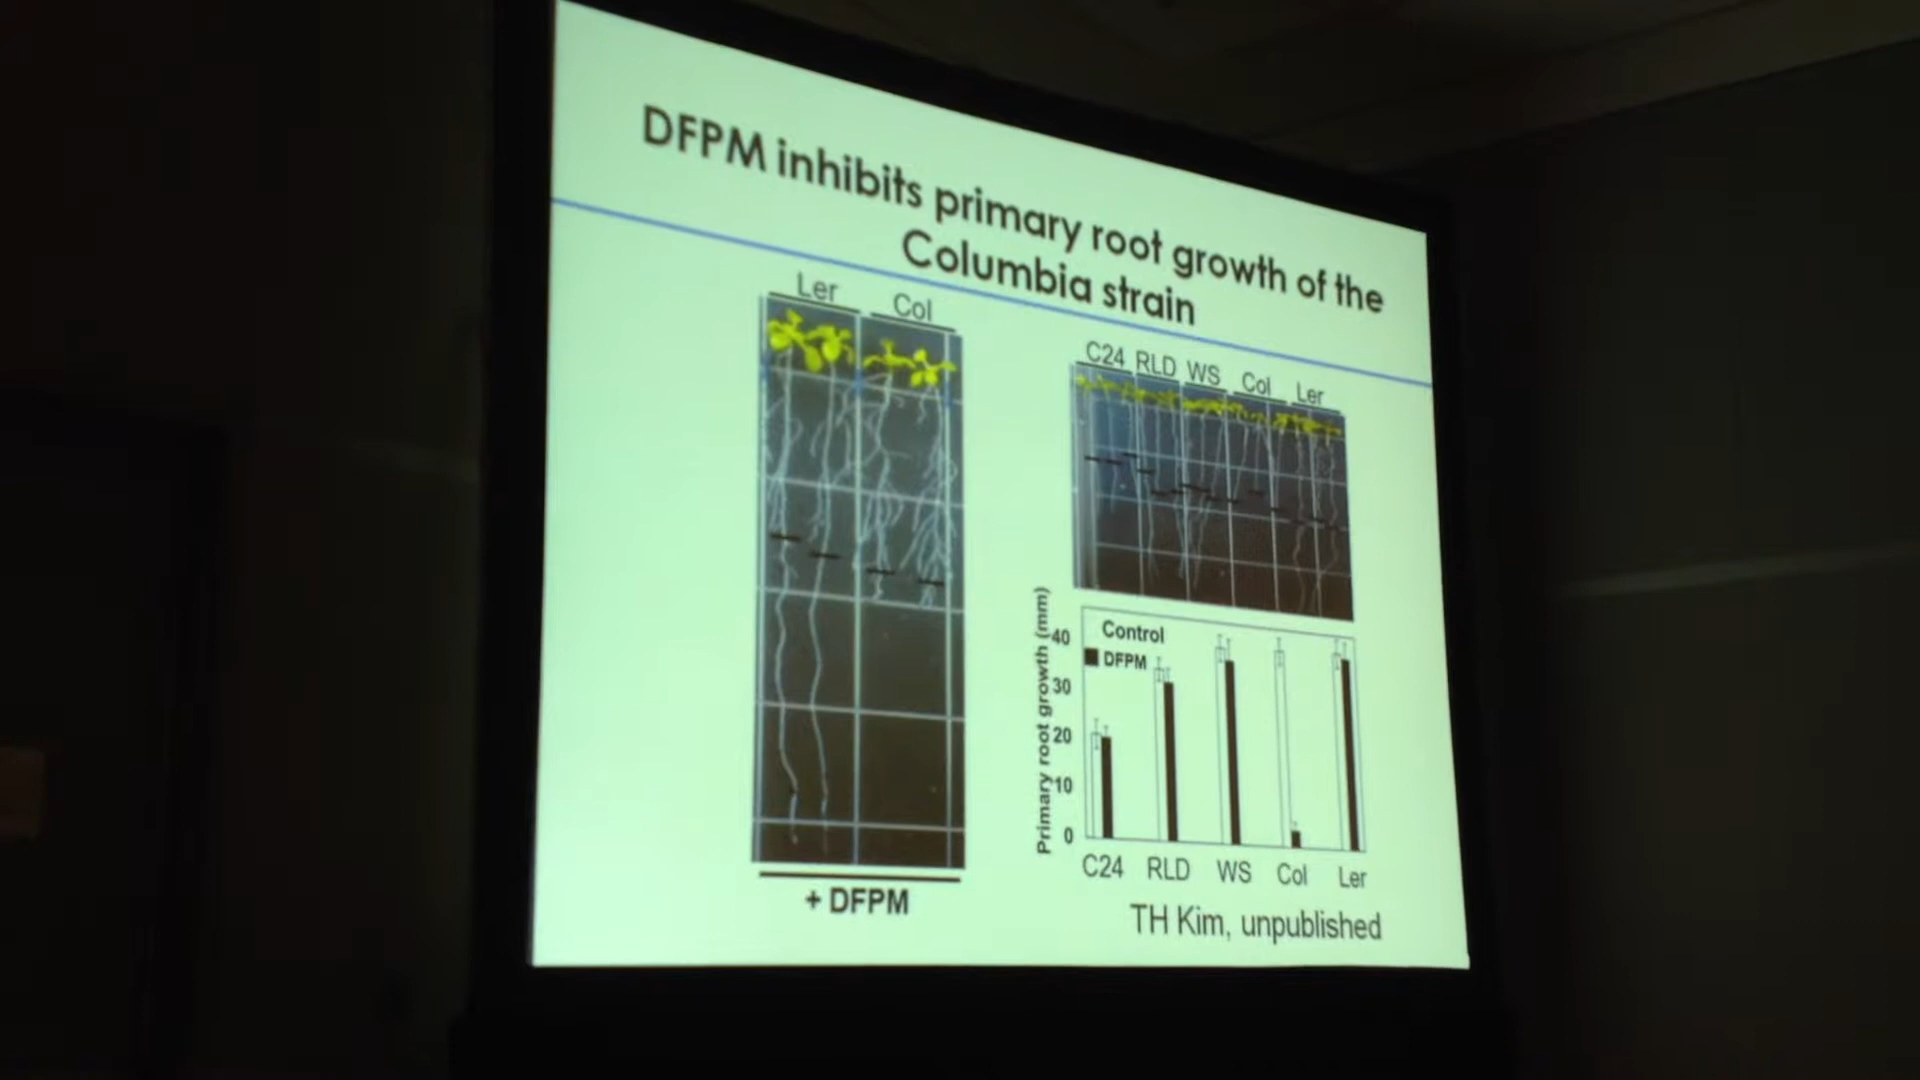 DFPM inhibits primary root growth of the
Columbia strain
Ler Col
+ DFPM
C24 RLD WS Col Ler
Primary root growth (mm)
Control
DFPM
40
30
20
10
0
C24 RLD WS Col Ler
TH Kim, unpublished